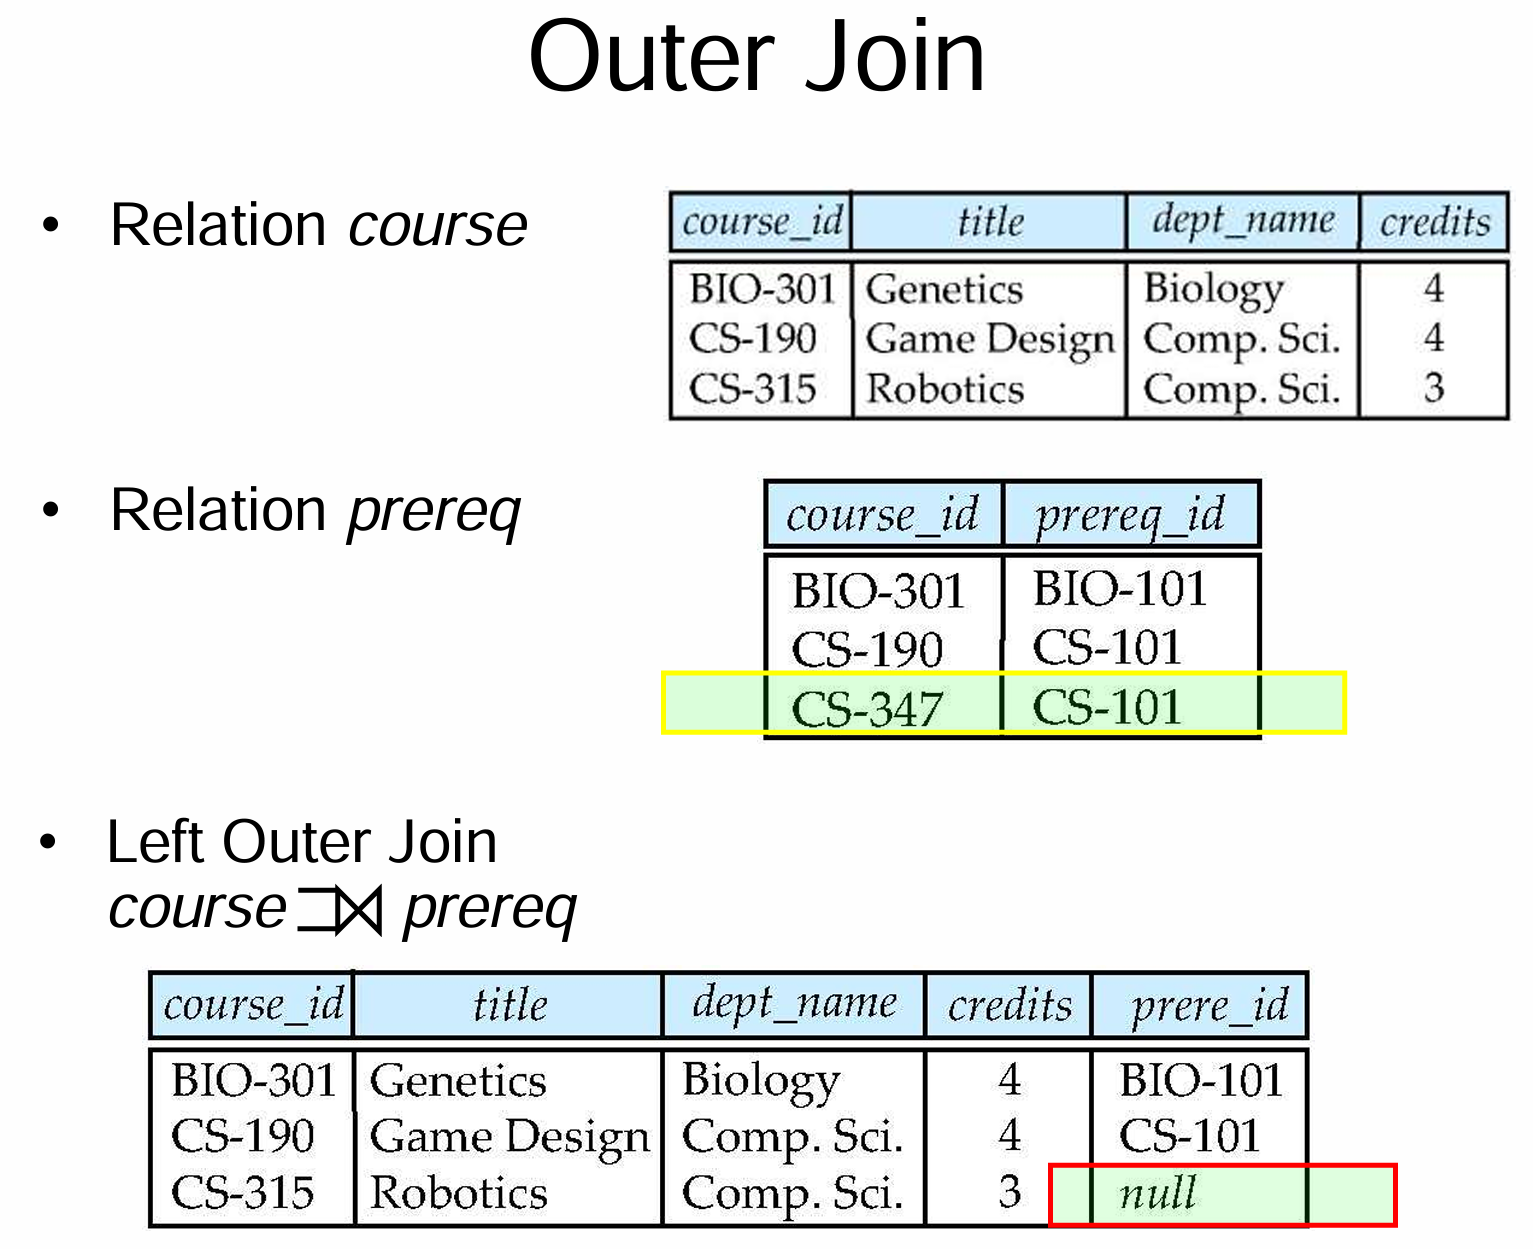 Outer Join
• Relation course
course_id title dept_name credits
BIO-301 Genetics Biology 4
CS-190 Game Design Comp. Sci. 4
CS-315 Robotics Comp. Sci. 3
• Relation prereq
course_id prereq_id
BIO-301 BIO-101
CS-190 CS-101
CS-347 CS-101
• Left Outer Join
course ⟕ prereq
course_id title dept_name credits prere_id
BIO-301 Genetics Biology 4 BIO-101
CS-190 Game Design Comp. Sci. 4 CS-101
CS-315 Robotics Comp. Sci. 3 null